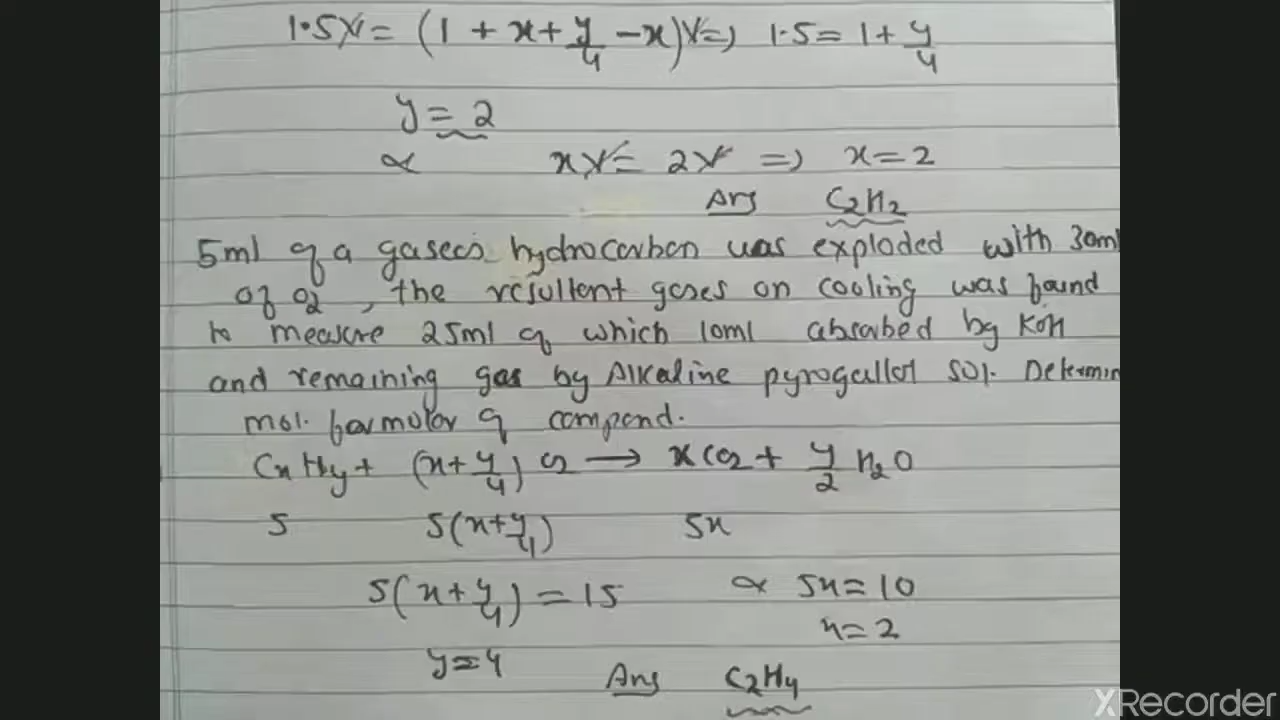 1.5V = (1 + x + y/4 - x)V => 1.5 = 1 + y/4
y = 2
& xV = 2V => x = 2
Ans C2H2
5ml of a gasecs hydrocarbon was exploded with 30ml
of O2, the resultent gases on cooling was found
to measure 25ml of which 10ml absorbed by KOH
and remaining gas by Alkaline pyrogallol sol. Determin
mol. formular of compond.
CxHy + (x + y/4) O2 → xCO2 + y/2 H2O
5 5(x + y/4) 5x
5(x + y/4) = 15 & 5x = 10
x = 2
y = 4
Ans C2H4
XRecorder